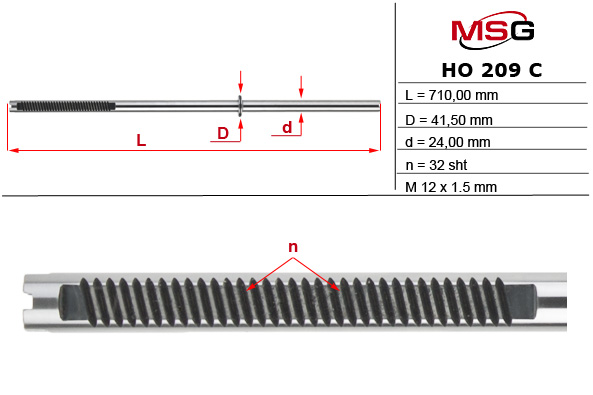 MSG
HO 209 C
L = 710,00 mm
D = 41,50 mm
d = 24,00 mm
n = 32 sht
M 12 x 1.5 mm
D
d
L
n